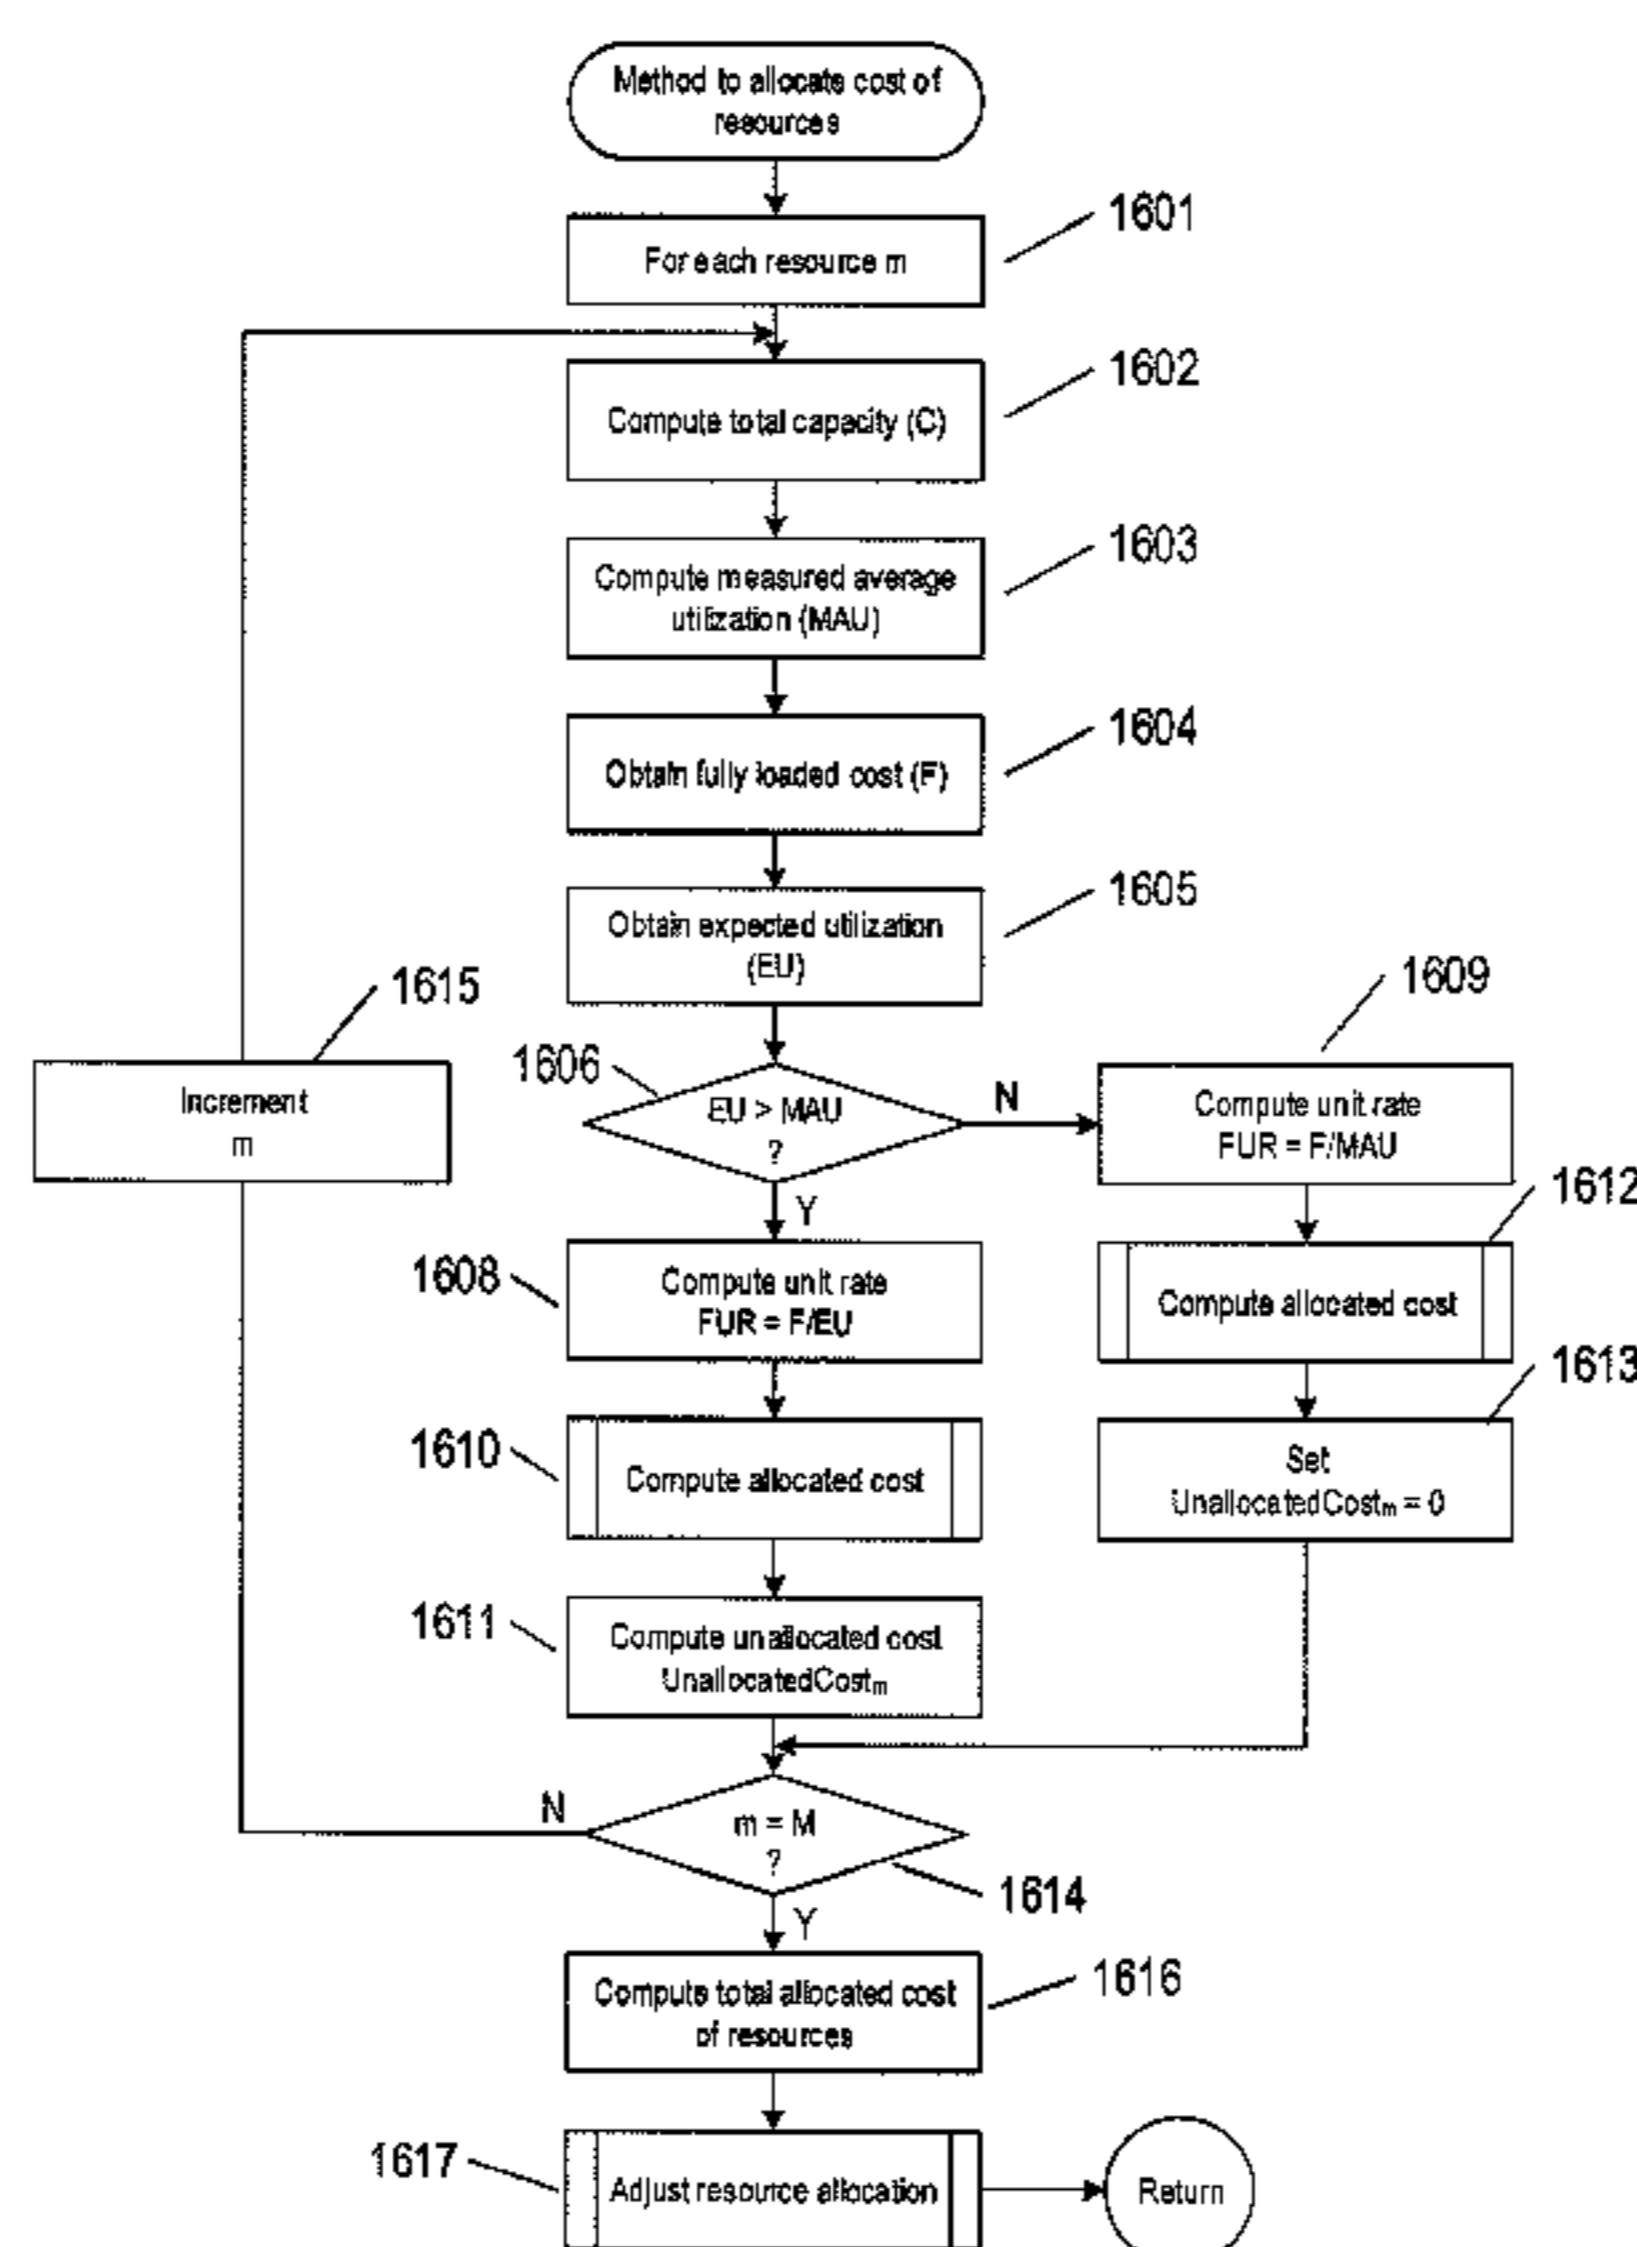 Method to allocate cost of
resources
1601
For each resource m
1602
Compute total capacity (C)
1603
Compute measured average
utilization (MAU)
1604
Obtain fully loaded cost (F)
1605
Obtain expected utilization
(EU)
1615
Increment
m
1606
EU > MAU
?
N
Y
1609
Compute unit rate
FUR = F/MAU
1612
Compute allocated cost
1613
Set
UnallocatedCostₘ = 0
1608
Compute unit rate
FUR = F/EU
1610
Compute allocated cost
1611
Compute unallocated cost
UnallocatedCostₘ
N
m = M
?
1614
Y
1616
Compute total allocated cost
of resources
1617
Adjust resource allocation
Return